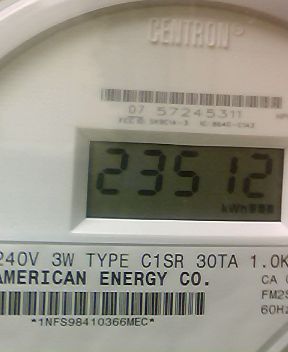 CENTRON®
07 57245311
23512
kWh
240V 3W TYPE C1SR 30TA 1.0K
AMERICAN ENERGY CO.
CA
FM2S
60Hz
*1NFS98410366MEC*